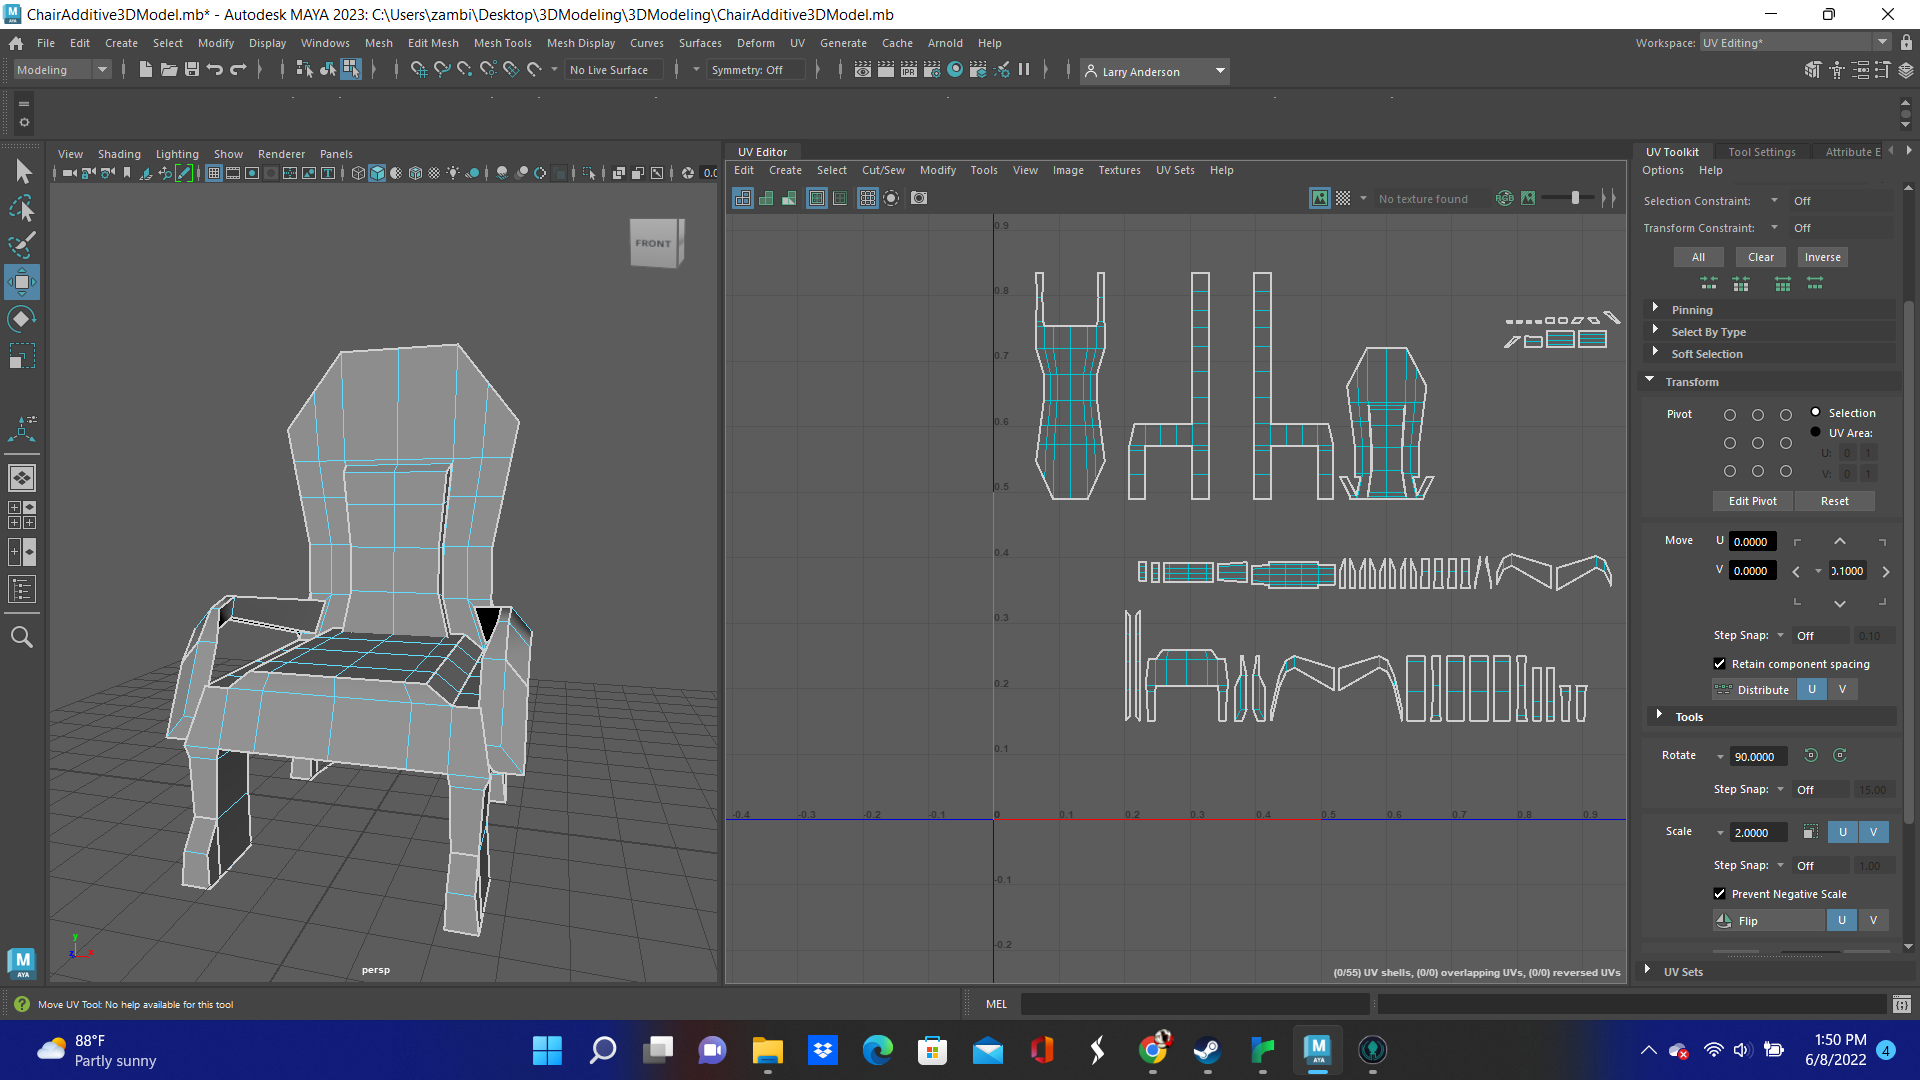 ChairAdditive3DModel.mb* - Autodesk MAYA 2023: C:\Users\zambi\Desktop\3DModeling\3DModeling\ChairAdditive3DModel.mb
File Edit Create Select Modify Display Windows Mesh Edit Mesh Mesh Tools Mesh Display Curves Surfaces Deform UV Generate Cache Arnold Help
Workspace: UV Editing*
Modeling
No Live Surface
Symmetry: Off
Larry Anderson
View Shading Lighting Show Renderer Panels
UV Editor
Edit Create Select Cut/Sew Modify Tools View Image Textures UV Sets Help
No texture found
UV Toolkit Tool Settings Attribute E
Options Help
Selection Constraint: Off
Transform Constraint: Off
All Clear Inverse
Pinning
Select By Type
Soft Selection
Transform
Pivot
Selection
UV Area:
U: 0 1
V: 0 1
Edit Pivot Reset
Move U 0.0000
V 0.0000
0.1000
Step Snap: Off 0.10
Retain component spacing
Distribute U V
Tools
Rotate 90.0000
Step Snap: Off 15.00
Scale 2.0000 U V
Step Snap: Off 1.00
Prevent Negative Scale
Flip U V
UV Sets
FRONT
persp
y
z
x
0.9
0.8
0.7
0.6
0.5
0.4
0.3
0.2
0.1
-0.4 -0.3 -0.2 -0.1 0 0.1 0.2 0.3 0.4 0.5 0.6 0.7 0.8 0.9
-0.1
-0.2
(0/55) UV shells, (0/0) overlapping UVs, (0/0) reversed UVs
Move UV Tool: No help available for this tool
MEL
88°F
Partly sunny
1:50 PM
6/8/2022
4